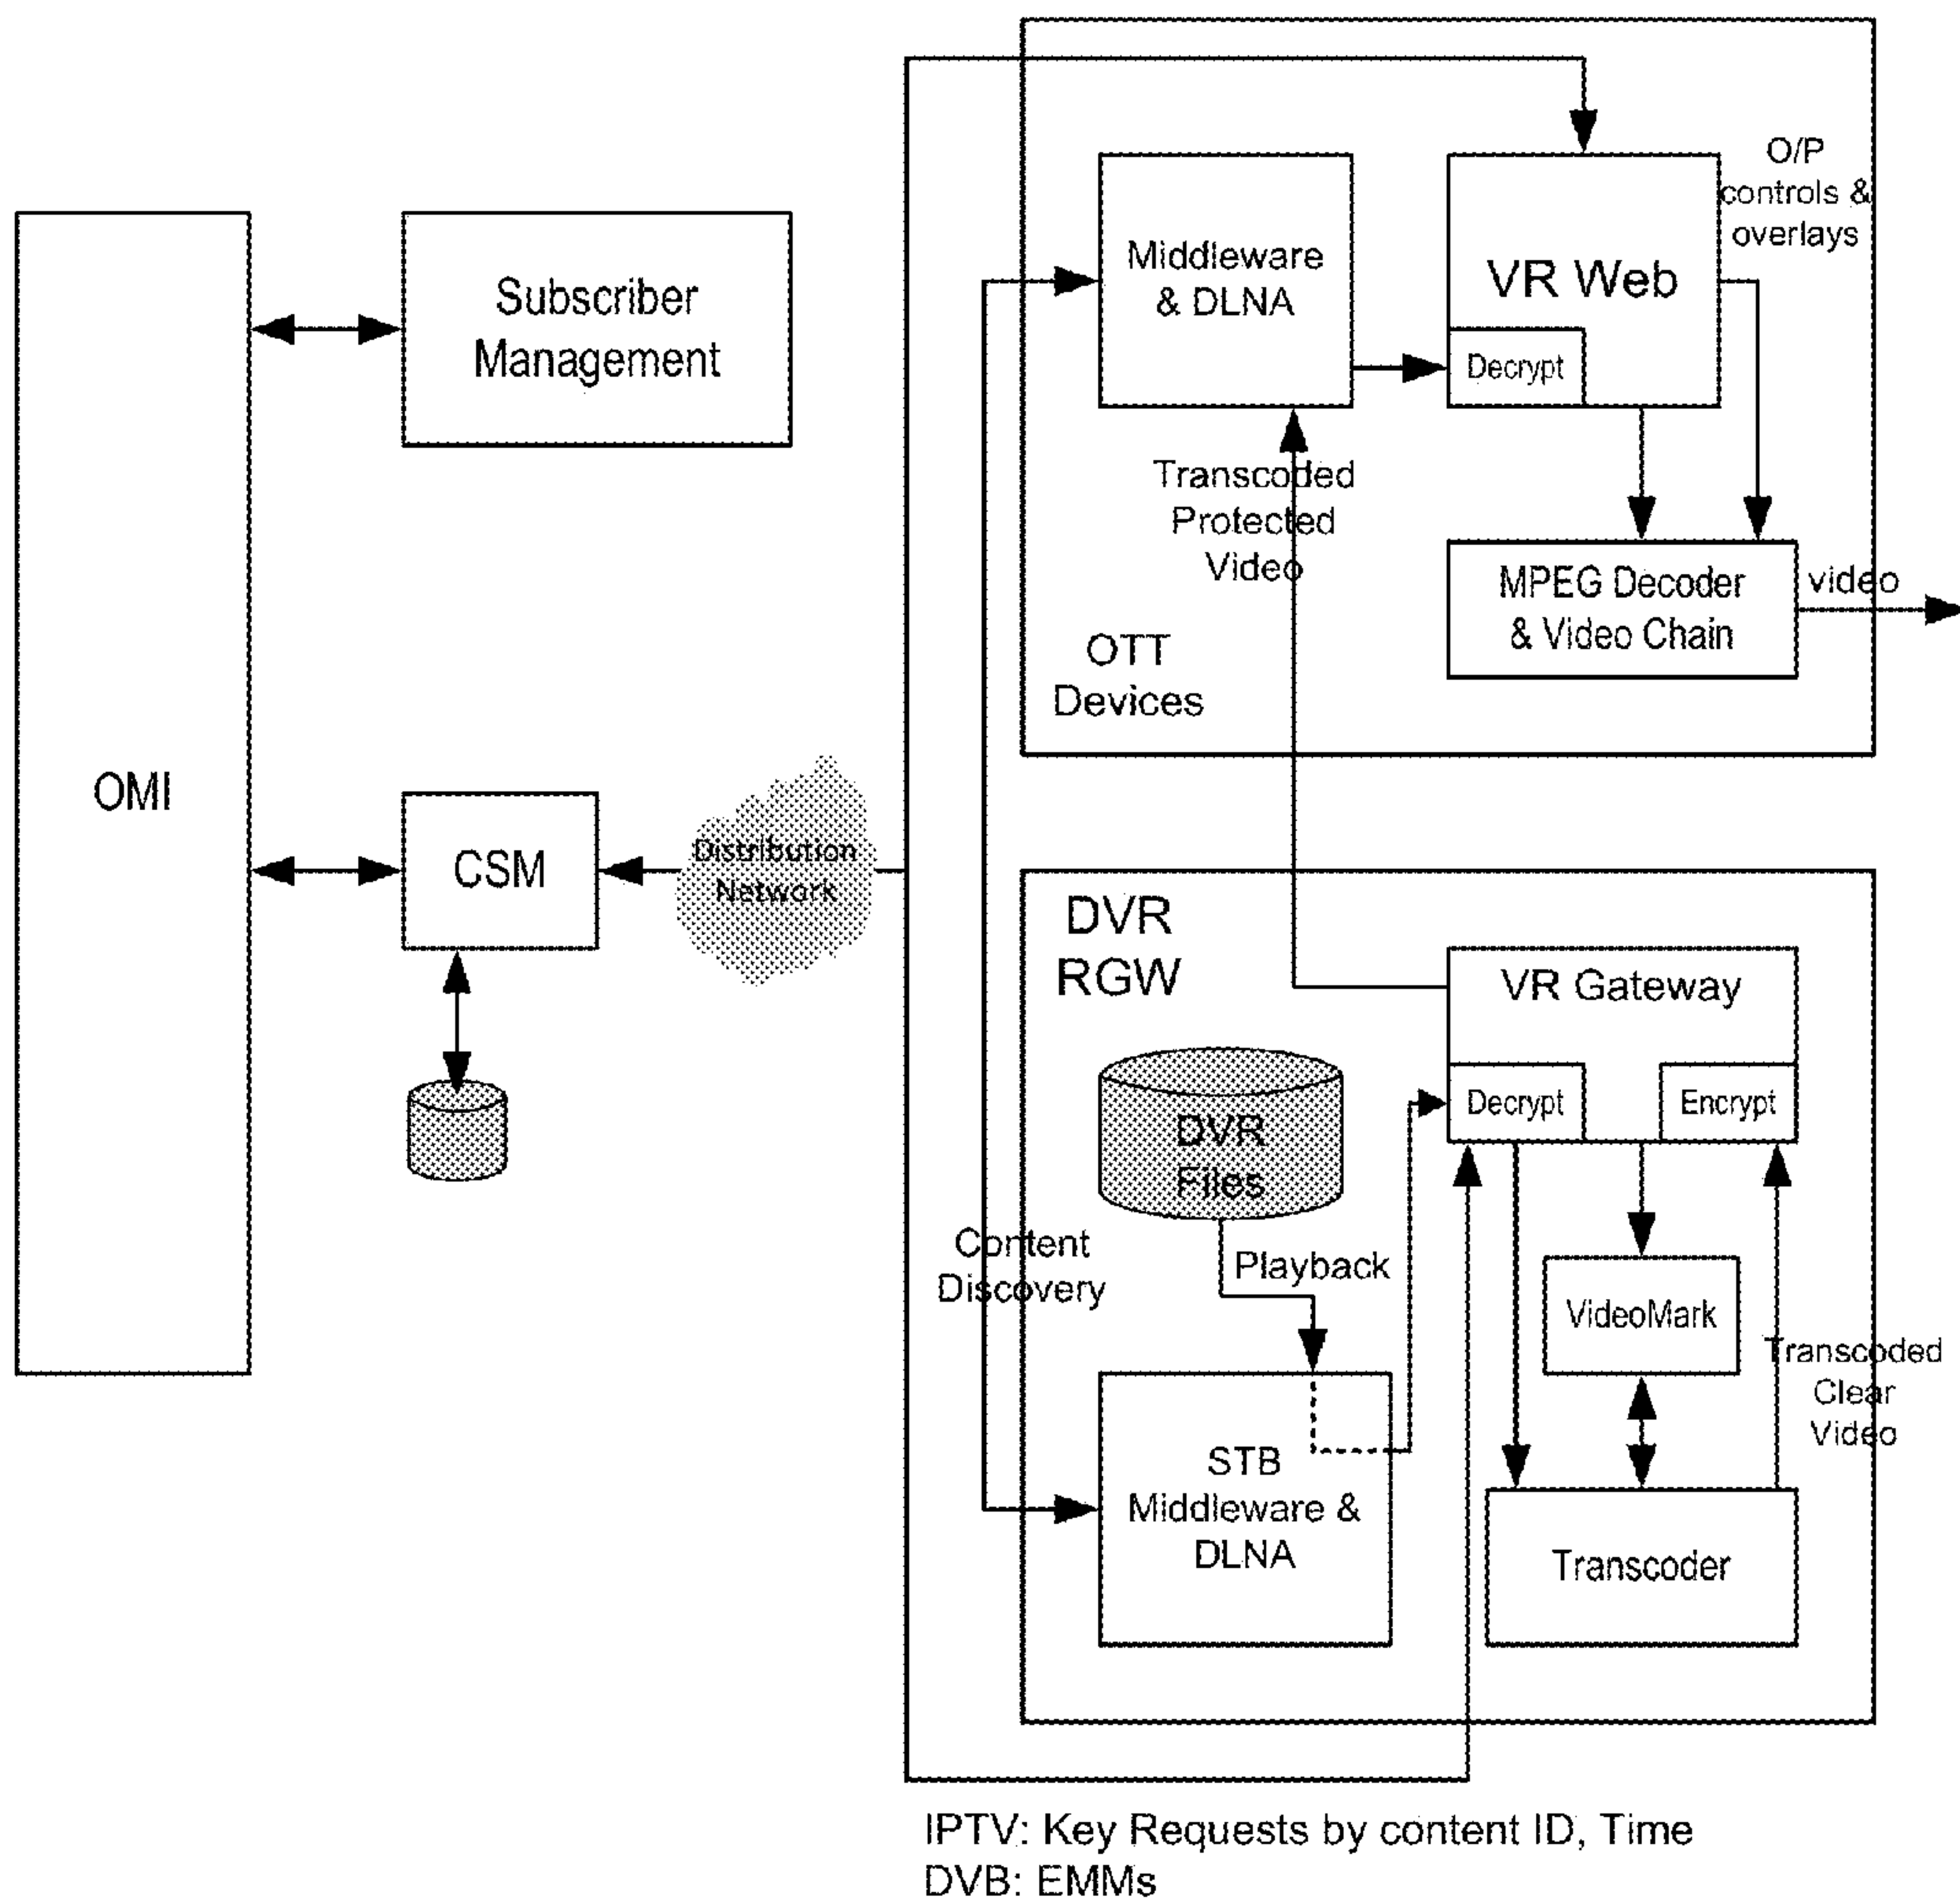 O/P
controls &
overlays
Middleware
& DLNA
VR Web
Decrypt
Subscriber
Management
Transcoded
Protected
Video
MPEG Decoder
& Video Chain
video
OTT
Devices
OMI
CSM
Distribution
Network
DVR
RGW
VR Gateway
Decrypt
Encrypt
DVR
Files
Content
Discovery
Playback
VideoMark
Transcoded
Clear
Video
STB
Middleware &
DLNA
Transcoder
IPTV: Key Requests by content ID, Time
DVB: EMMs